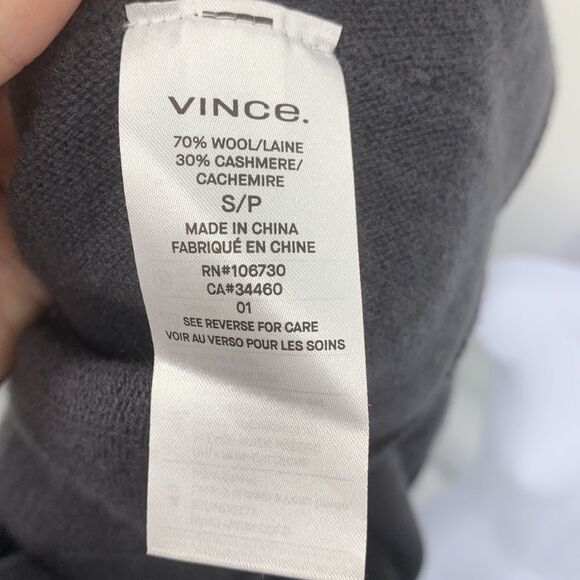 VINCE.
70% WOOL/LAINE
30% CASHMERE/
CACHEMIRE
S/P
MADE IN CHINA
FABRIQUÉ EN CHINE
RN#106730
CA#34460
01
SEE REVERSE FOR CARE
VOIR AU VERSO POUR LES SOINS